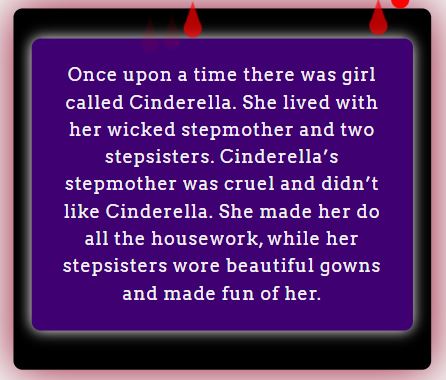 Once upon a time there was girl
called Cinderella. She lived with
her wicked stepmother and two
stepsisters. Cinderella’s
stepmother was cruel and didn’t
like Cinderella. She made her do
all the housework, while her
stepsisters wore beautiful gowns
and made fun of her.